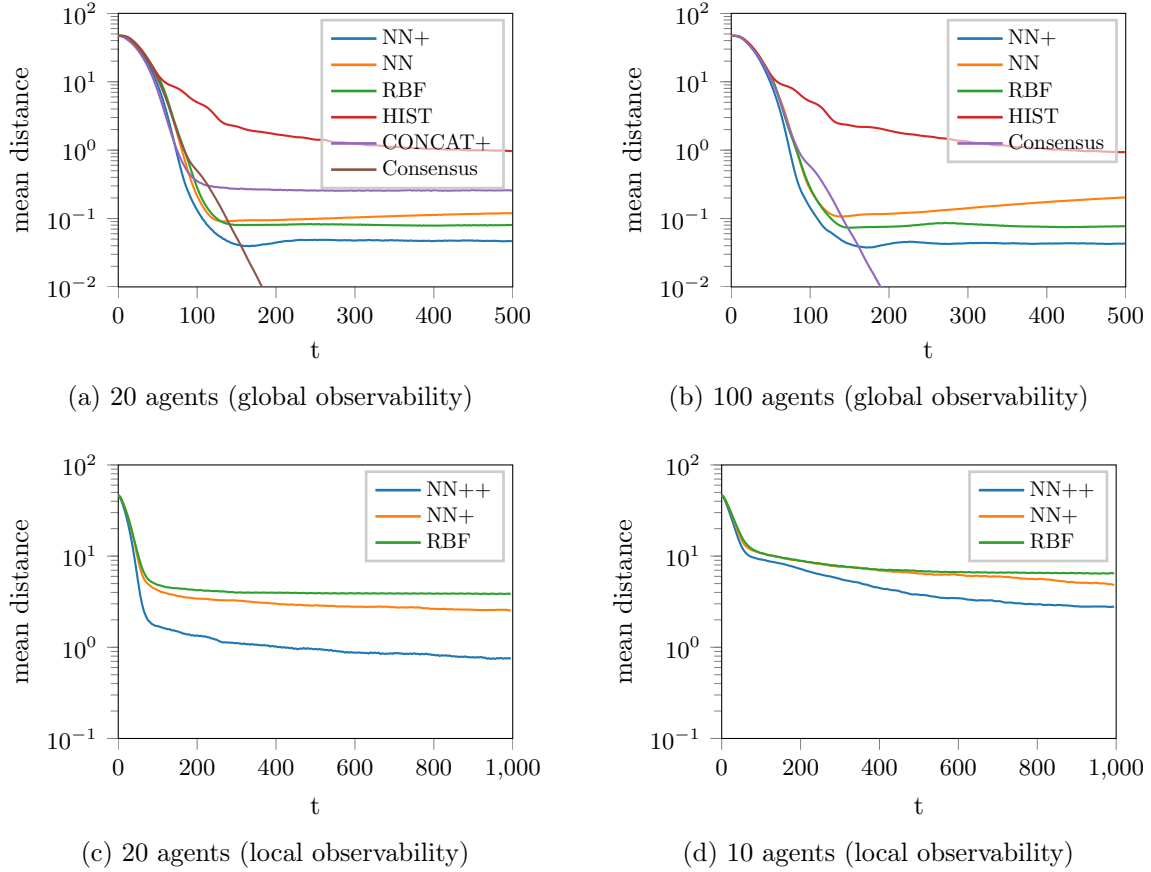 10^2
10^1
10^0
10^−1
10^−2
mean distance
NN+
NN
RBF
HIST
CONCAT+
Consensus
0 100 200 300 400 500
t
(a) 20 agents (global observability)
10^2
10^1
10^0
10^−1
10^−2
mean distance
NN+
NN
RBF
HIST
Consensus
0 100 200 300 400 500
t
(b) 100 agents (global observability)
10^2
10^1
10^0
10^−1
mean distance
NN++
NN+
RBF
0 200 400 600 800 1,000
t
(c) 20 agents (local observability)
10^2
10^1
10^0
10^−1
mean distance
NN++
NN+
RBF
0 200 400 600 800 1,000
t
(d) 10 agents (local observability)